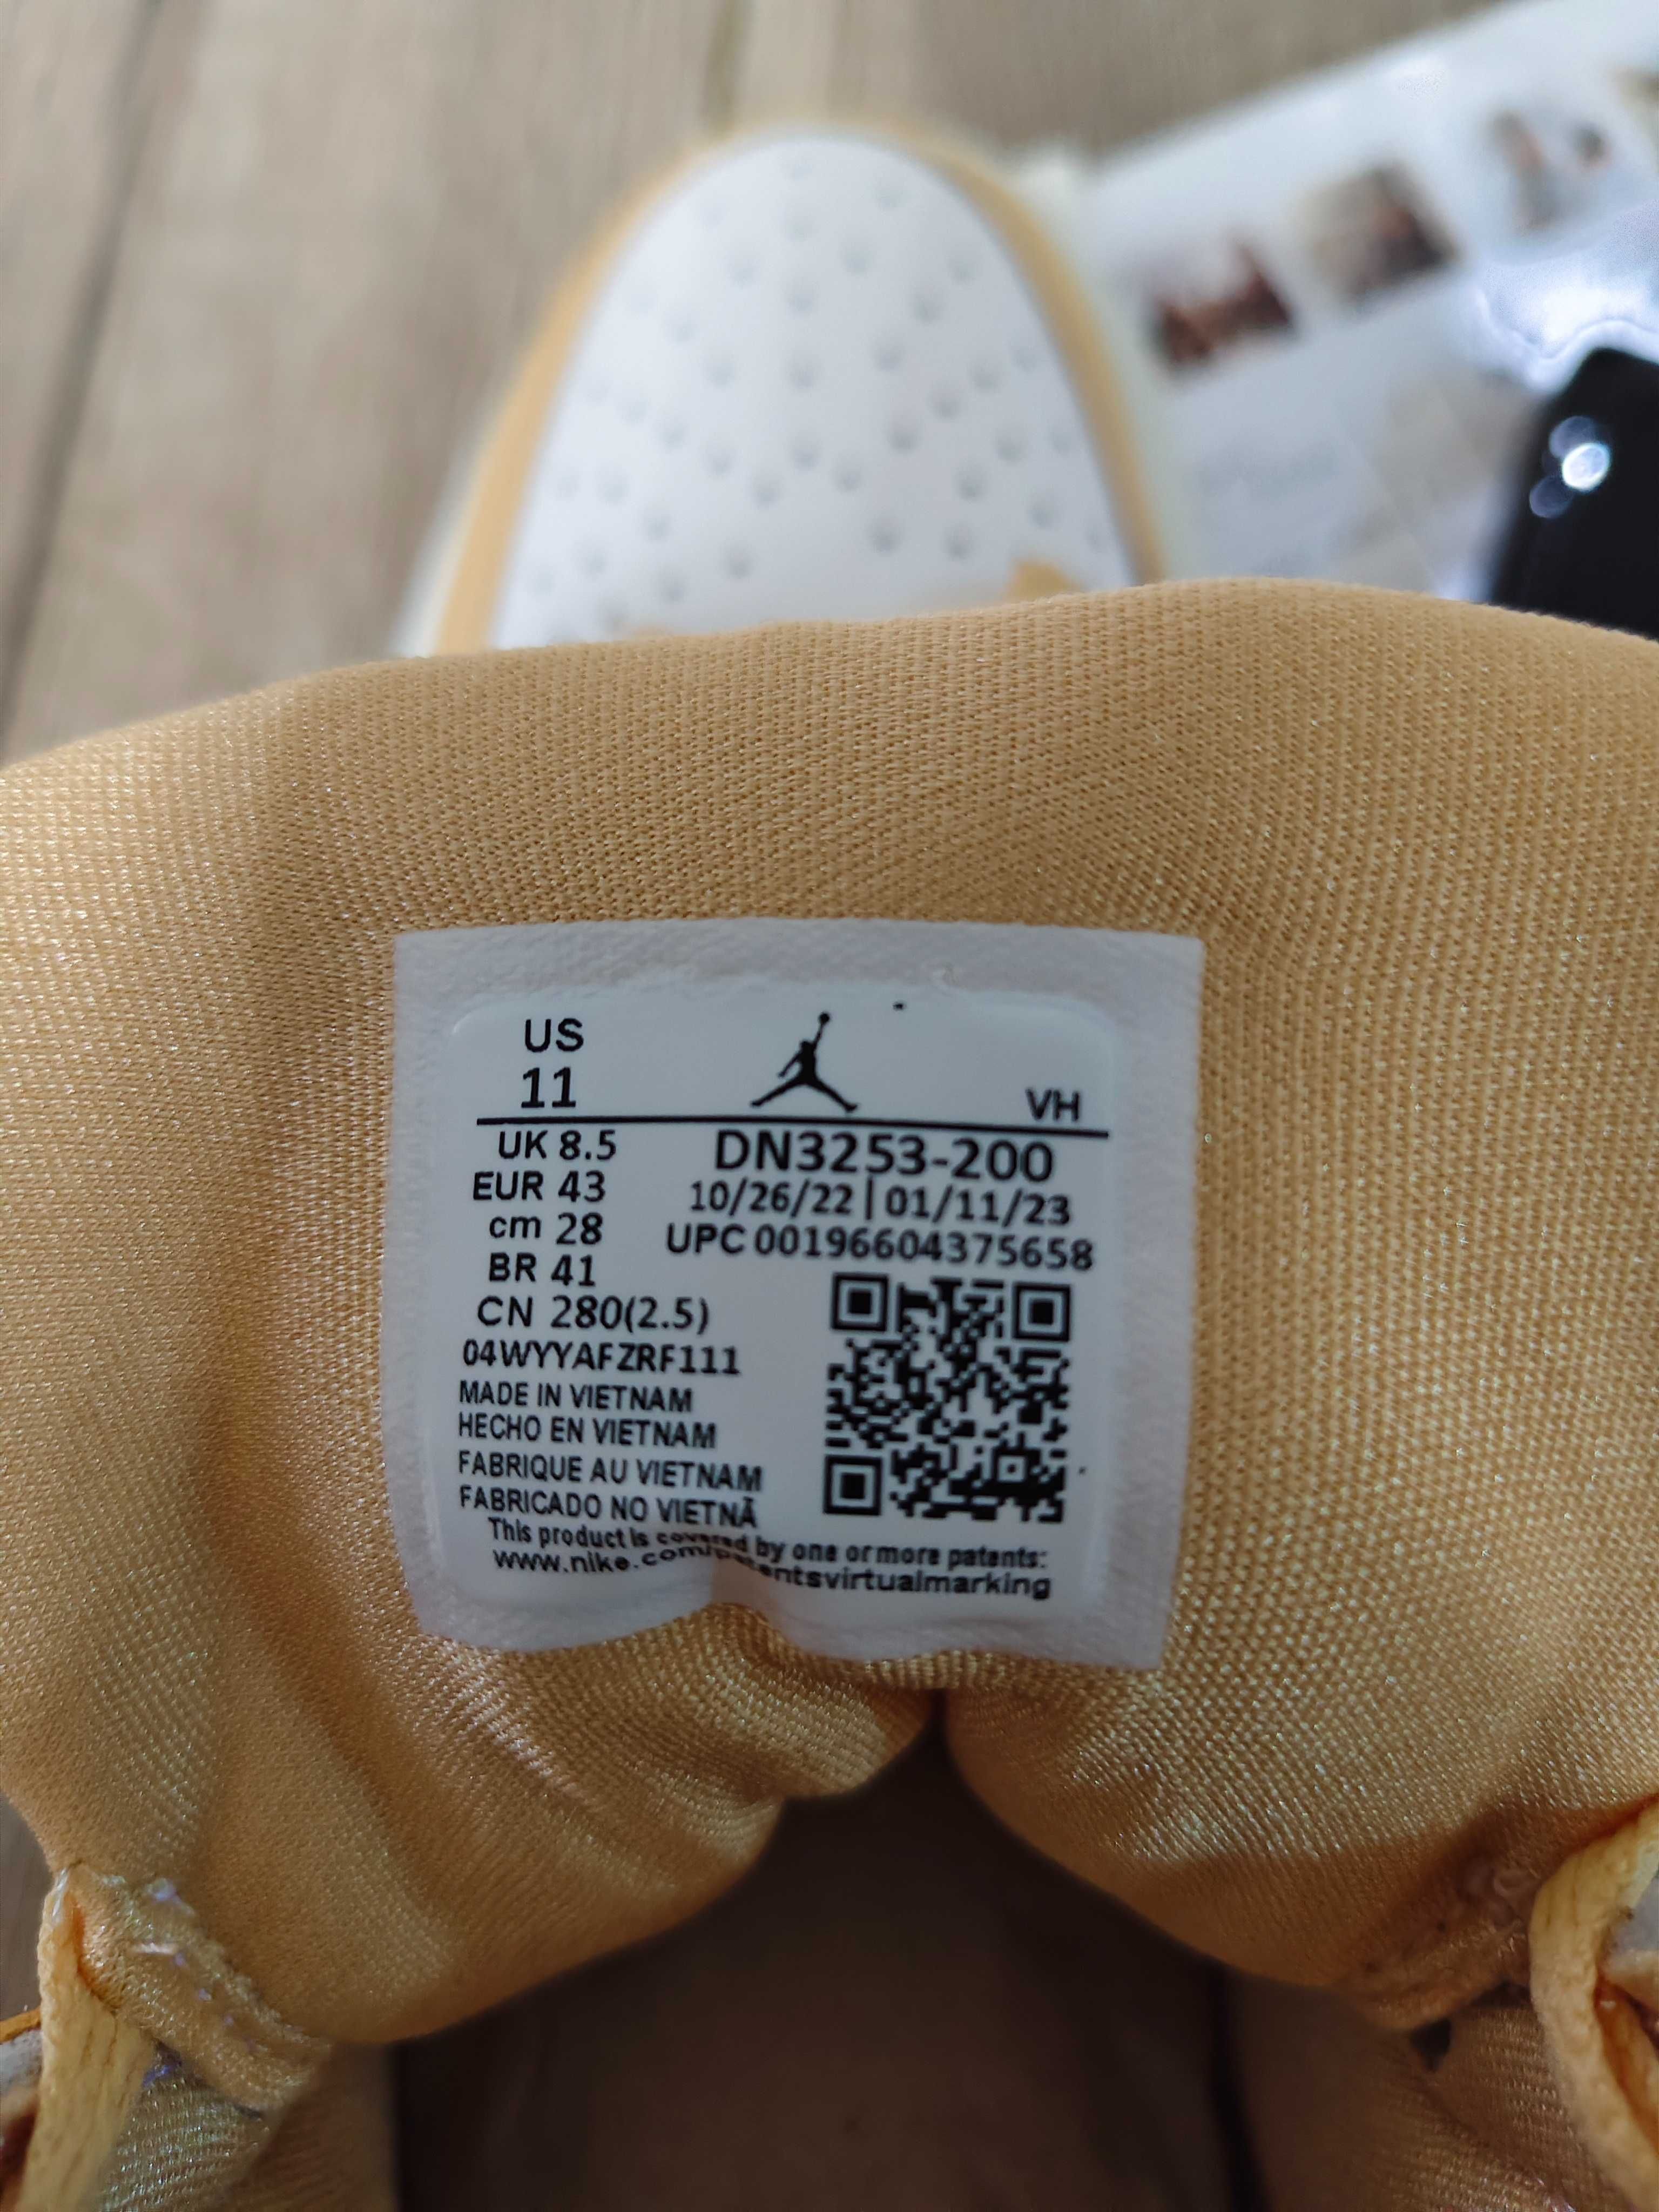 US
11
VH
UK 8.5
EUR 43
cm 28
BR 41
CN 280(2.5)
DN3253-200
10/26/22 | 01/11/23
UPC 00196604375658
04WYYAFZRF111
MADE IN VIETNAM
HECHO EN VIETNAM
FABRIQUE AU VIETNAM
FABRICADO NO VIETNÃ
This product is covered by one or more patents:
www.nike.com/patentsvirtualmarking